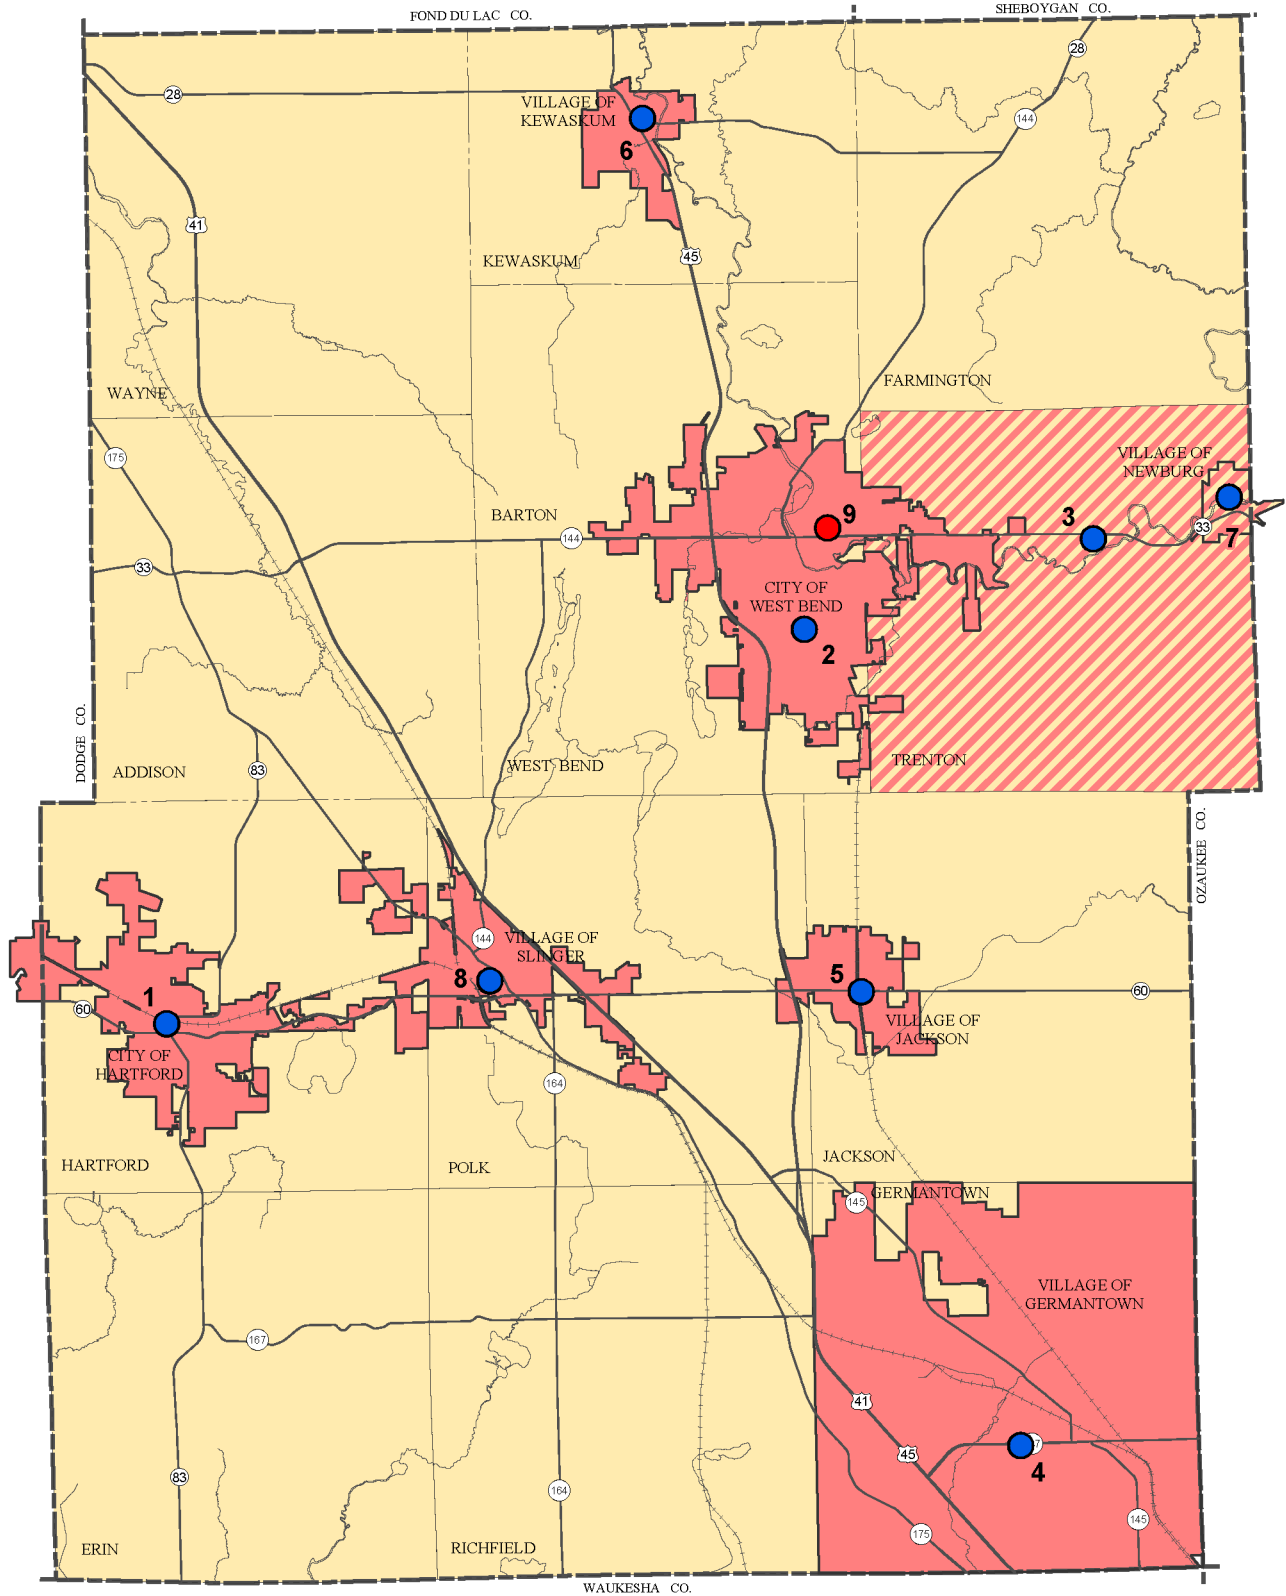 FOND DU LAC CO.
SHEBOYGAN CO.
28
28
VILLAGE OF
KEWASKUM
144
6
41
KEWASKUM
45
WAYNE
FARMINGTON
175
VILLAGE OF
NEWBURG
BARTON
9
3
144
33
7
33
CITY OF
WEST BEND
2
DODGE CO.
ADDISON
83
WEST BEND
TRENTON
OZAUKEE CO.
144
VILLAGE OF
SLINGER
8
5
60
1
60
VILLAGE OF
JACKSON
CITY OF
HARTFORD
164
HARTFORD
POLK
JACKSON
GERMANTOWN
145
VILLAGE OF
GERMANTOWN
167
41
45
4
83
164
145
175
ERIN
RICHFIELD
WAUKESHA CO.